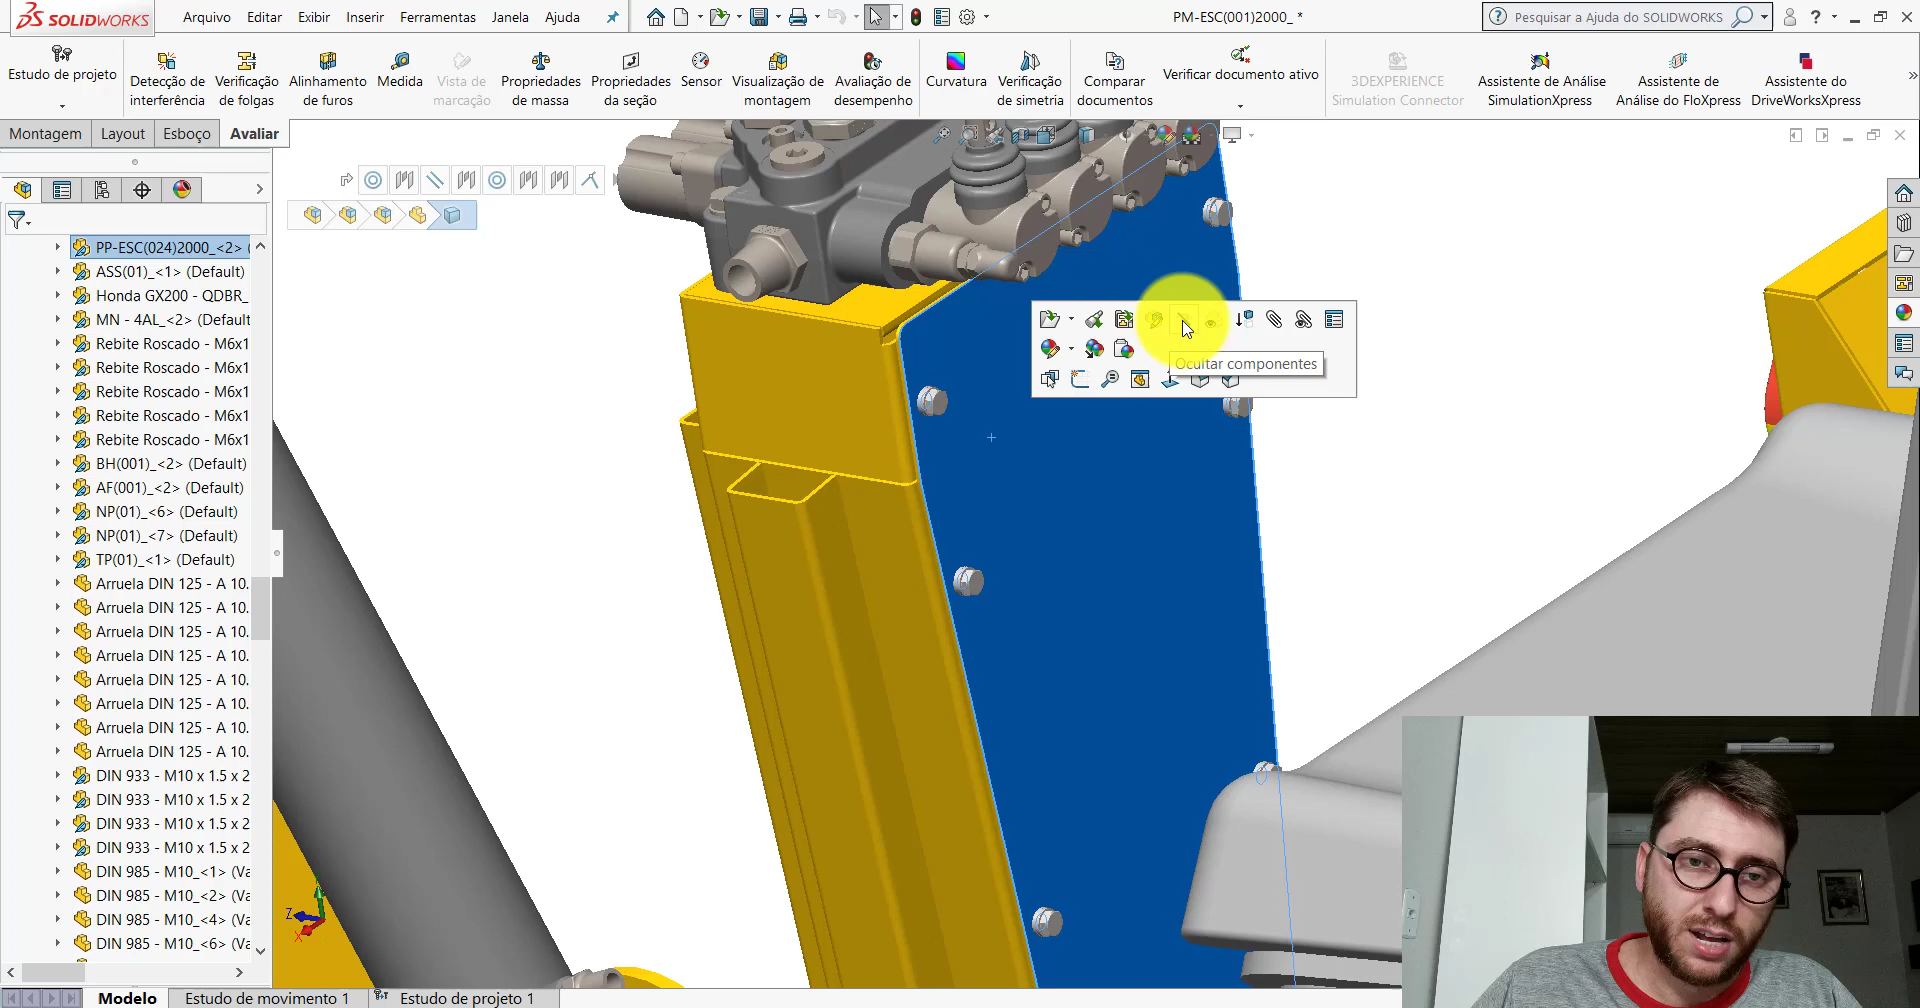 SOLIDWORKS
Arquivo Editar Exibir Inserir Ferramentas Janela Ajuda
PM-ESC(001)2000_ *
Pesquisar a Ajuda do SOLIDWORKS
Estudo de projeto
Detecção de interferência
Verificação de folgas
Alinhamento de furos
Medida
Vista de marcação
Propriedades de massa
Propriedades da seção
Sensor
Visualização de montagem
Avaliação de desempenho
Curvatura
Verificação de simetria
Comparar documentos
Verificar documento ativo
3DEXPERIENCE Simulation Connector
Assistente de Análise SimulationXpress
Assistente de Análise do FloXpress
Assistente do DriveWorksXpress
Montagem Layout Esboço Avaliar
PP-ESC(024)2000_<2> (
ASS(01)_<1> (Default)
Honda GX200 - QDBR_
MN - 4AL_<2> (Default)
Rebite Roscado - M6x1
Rebite Roscado - M6x1
Rebite Roscado - M6x1
Rebite Roscado - M6x1
Rebite Roscado - M6x1
BH(001)_<2> (Default)
AF(001)_<2> (Default)
NP(01)_<6> (Default)
NP(01)_<7> (Default)
TP(01)_<1> (Default)
Arruela DIN 125 - A 10.
Arruela DIN 125 - A 10.
Arruela DIN 125 - A 10.
Arruela DIN 125 - A 10.
Arruela DIN 125 - A 10.
Arruela DIN 125 - A 10.
Arruela DIN 125 - A 10.
Arruela DIN 125 - A 10.
DIN 933 - M10 x 1.5 x 2
DIN 933 - M10 x 1.5 x 2
DIN 933 - M10 x 1.5 x 2
DIN 933 - M10 x 1.5 x 2
DIN 985 - M10_<1> (Va
DIN 985 - M10_<2> (Va
DIN 985 - M10_<4> (Va
DIN 985 - M10_<6> (Va
Ocultar componentes
Z
X
Modelo Estudo de movimento 1 Estudo de projeto 1